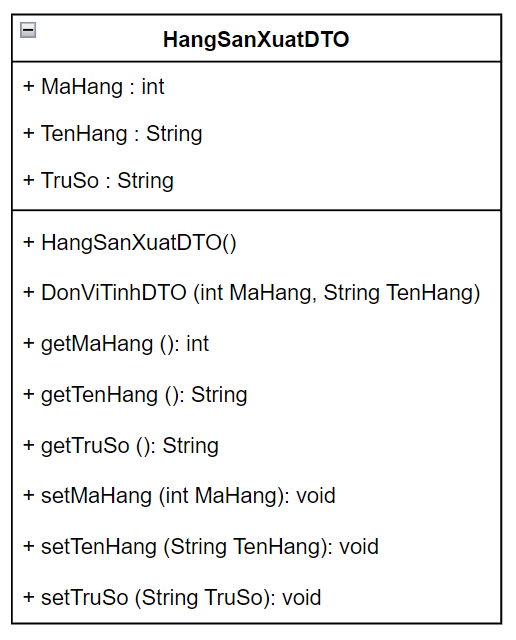 HangSanXuatDTO
+ MaHang : int
+ TenHang : String
+ TruSo : String
+ HangSanXuatDTO()
+ DonViTinhDTO (int MaHang, String TenHang)
+ getMaHang (): int
+ getTenHang (): String
+ getTruSo (): String
+ setMaHang (int MaHang): void
+ setTenHang (String TenHang): void
+ setTruSo (String TruSo): void